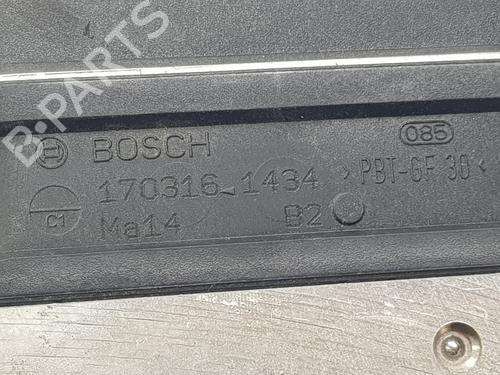 B-PARTS
BOSCH
085
170316 1434
>PBT-GF 30<
C1
Ma14
B2